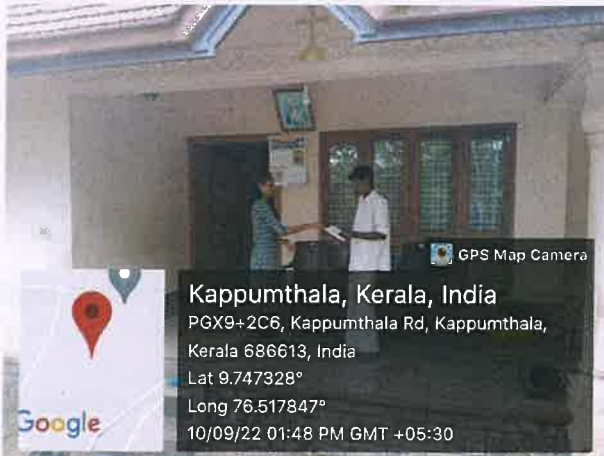 GPS Map Camera
Kappumthala, Kerala, India
PGX9+2C6, Kappumthala Rd, Kappumthala,
Kerala 686613, India
Lat 9.747328°
Long 76.517847°
10/09/22 01:48 PM GMT +05:30
Google